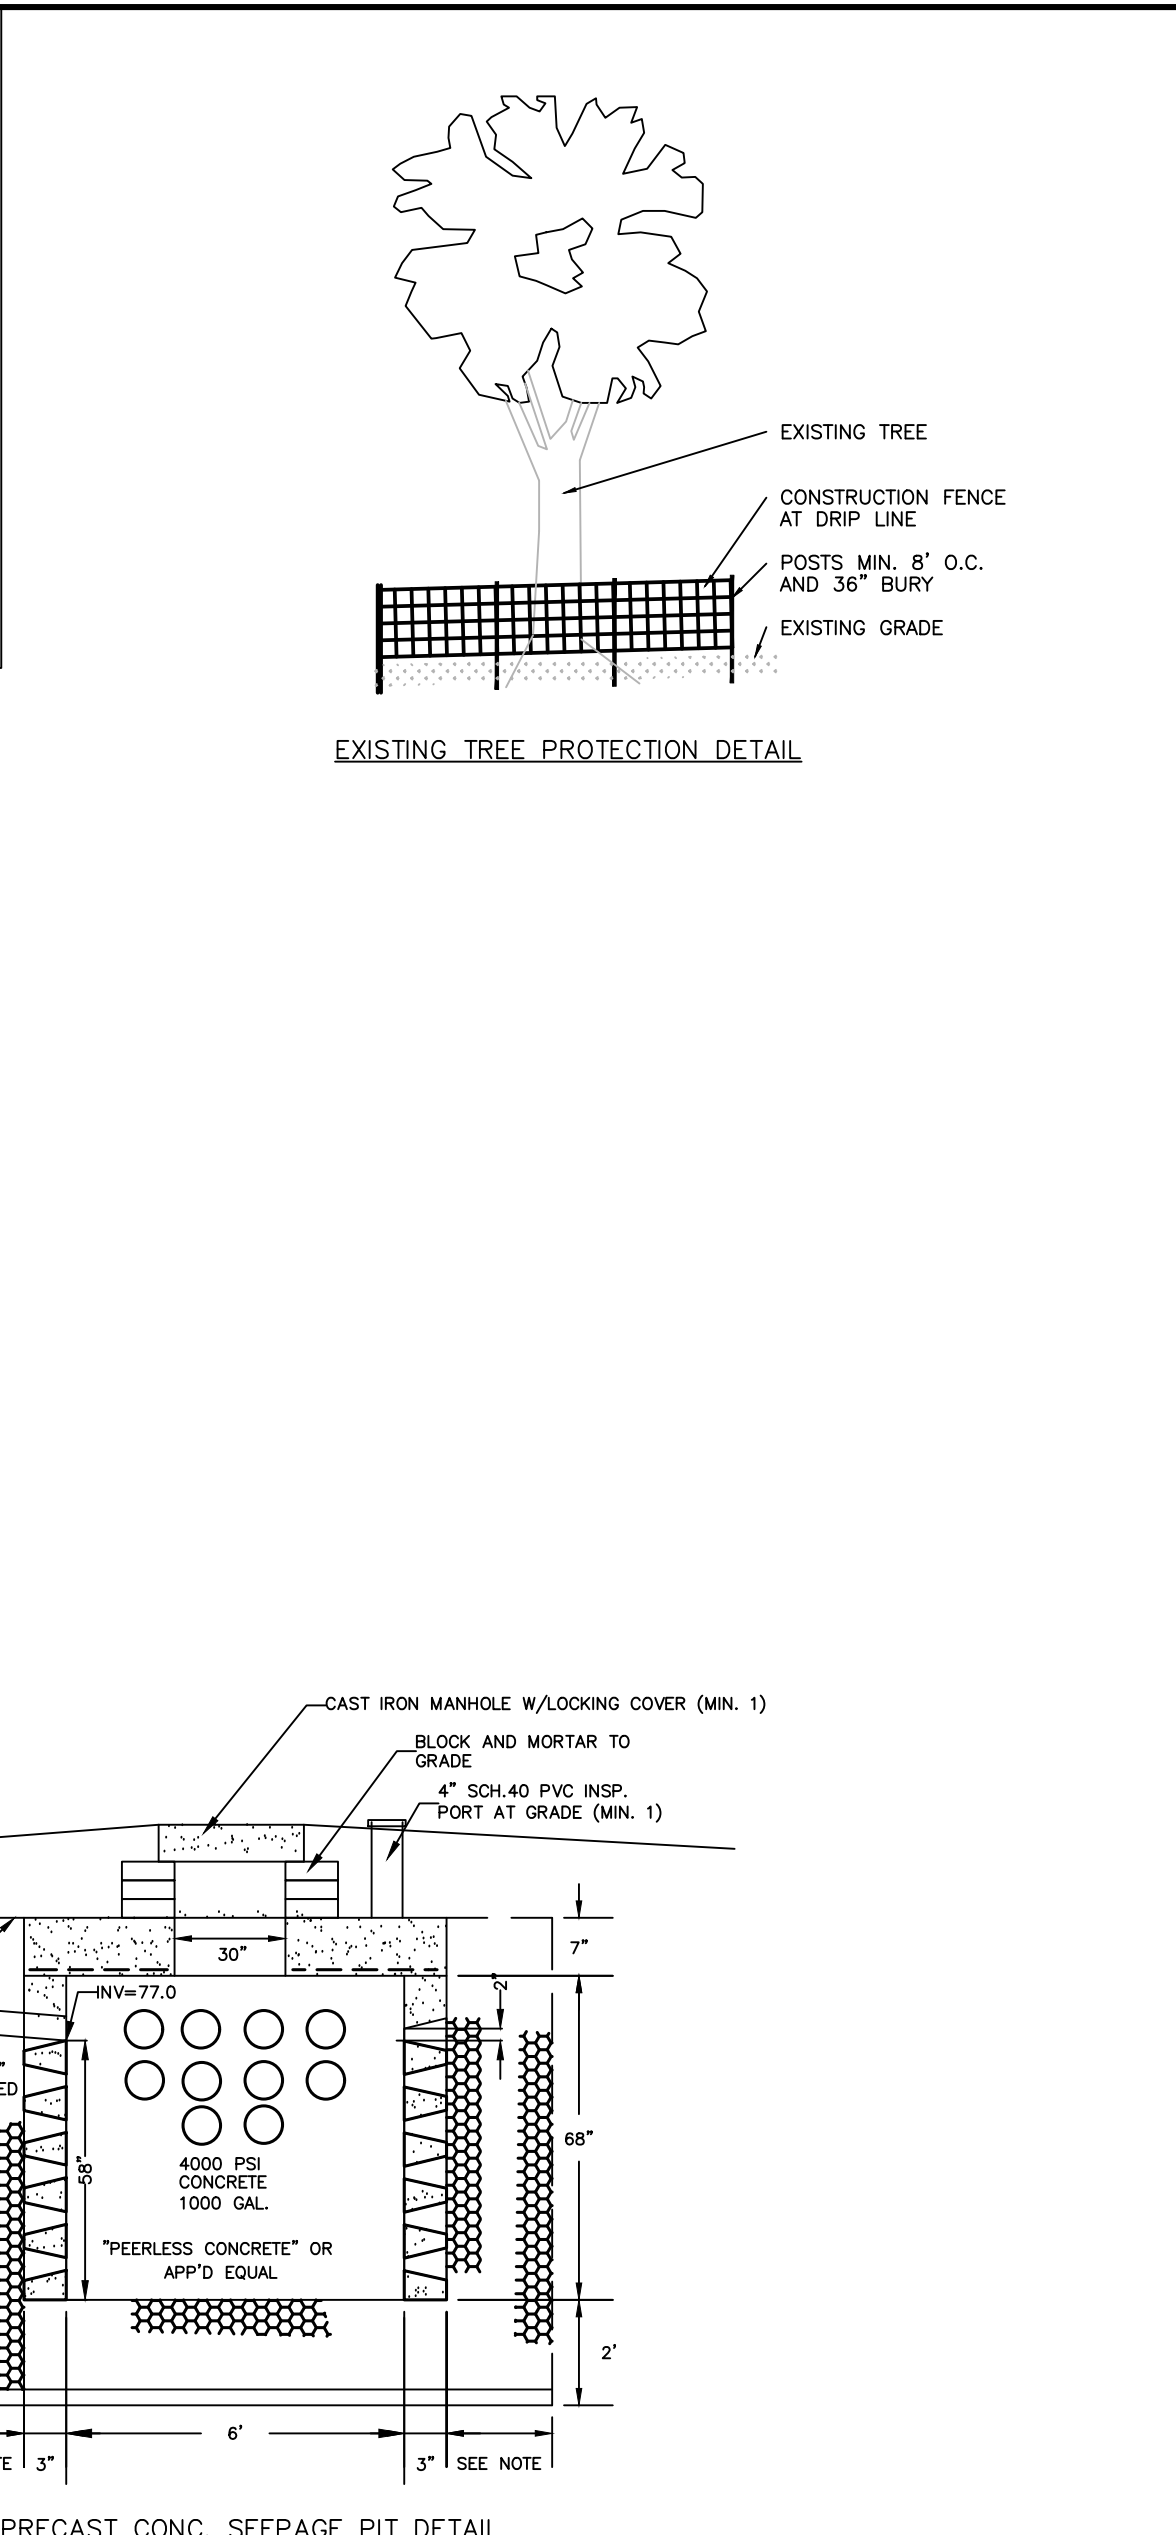 EXISTING TREE
CONSTRUCTION FENCE
AT DRIP LINE
POSTS MIN. 8' O.C.
AND 36" BURY
EXISTING GRADE
EXISTING TREE PROTECTION DETAIL
CAST IRON MANHOLE W/LOCKING COVER (MIN. 1)
BLOCK AND MORTAR TO
GRADE
4" SCH.40 PVC INSP.
PORT AT GRADE (MIN. 1)
7"
30"
2"
INV=77.0
"
ED
68"
58"
4000 PSI
CONCRETE
1000 GAL.
"PEERLESS CONCRETE" OR
APP'D EQUAL
2'
6'
TE
3"
3"
SEE NOTE
PRECAST CONC. SEEPAGE PIT DETAIL